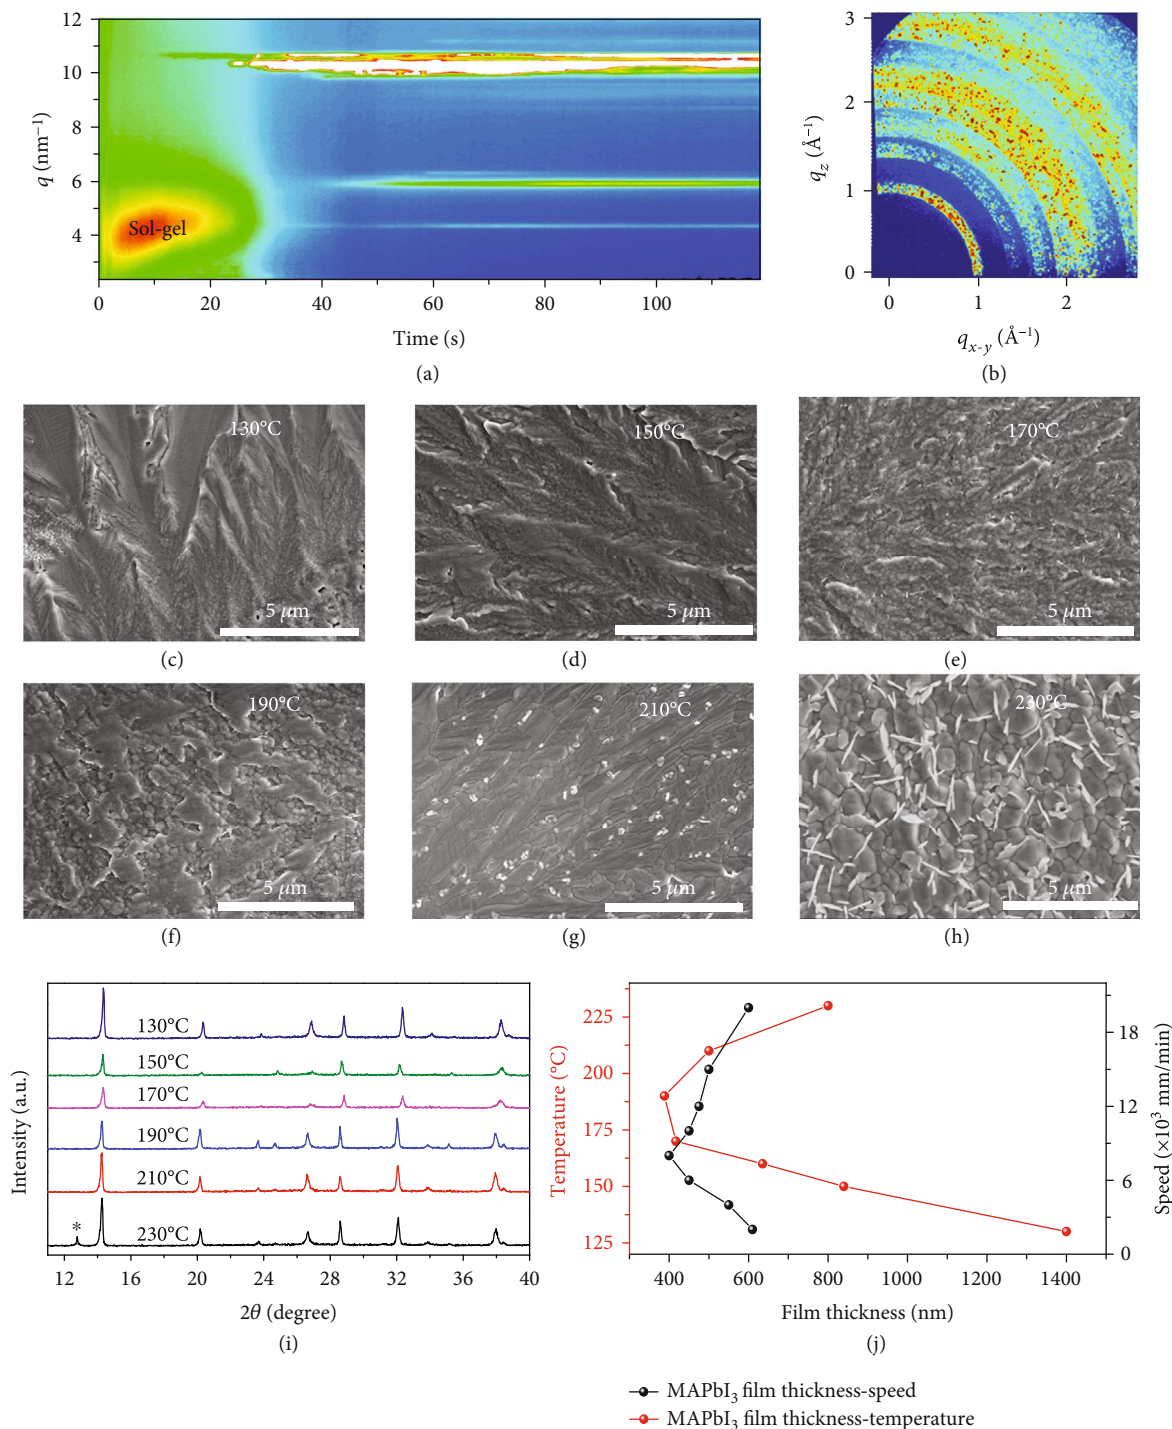 12
10
8
6
4
q (nm⁻¹)
Sol-gel
0 20 40 60 80 100
Time (s)
(a)
3
2
1
0
q_z (Å⁻¹)
0 1 2
q_x-y (Å⁻¹)
(b)
130°C
5 μm
(c)
150°C
5 μm
(d)
170°C
5 μm
(e)
190°C
5 μm
(f)
210°C
5 μm
(g)
230°C
5 μm
(h)
Intensity (a.u.)
130°C
150°C
170°C
190°C
210°C
* 230°C
12 16 20 24 28 32 36 40
2θ (degree)
(i)
Temperature (°C)
225
200
175
150
125
18
12
6
0
Speed (×10³ mm/min)
400 600 800 1000 1200 1400
Film thickness (nm)
(j)
MAPbI₃ film thickness-speed
MAPbI₃ film thickness-temperature